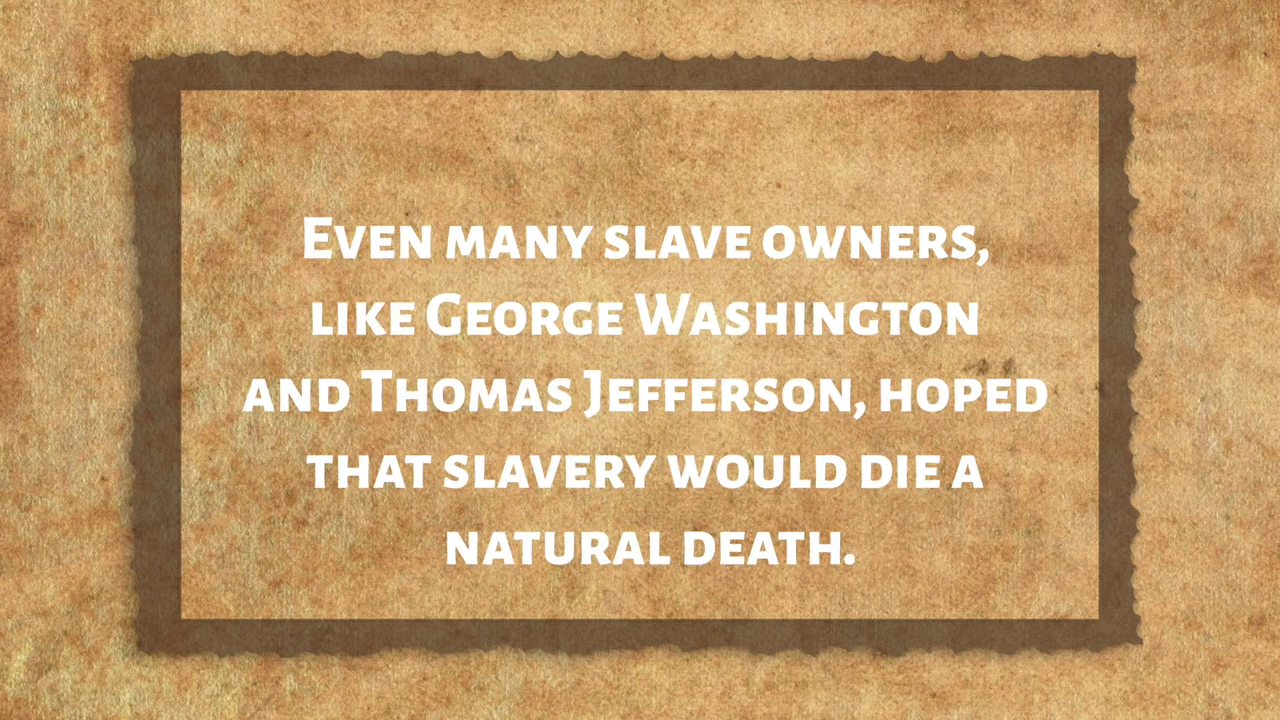 Even many slave owners,
like George Washington
and Thomas Jefferson, hoped
that slavery would die a
natural death.